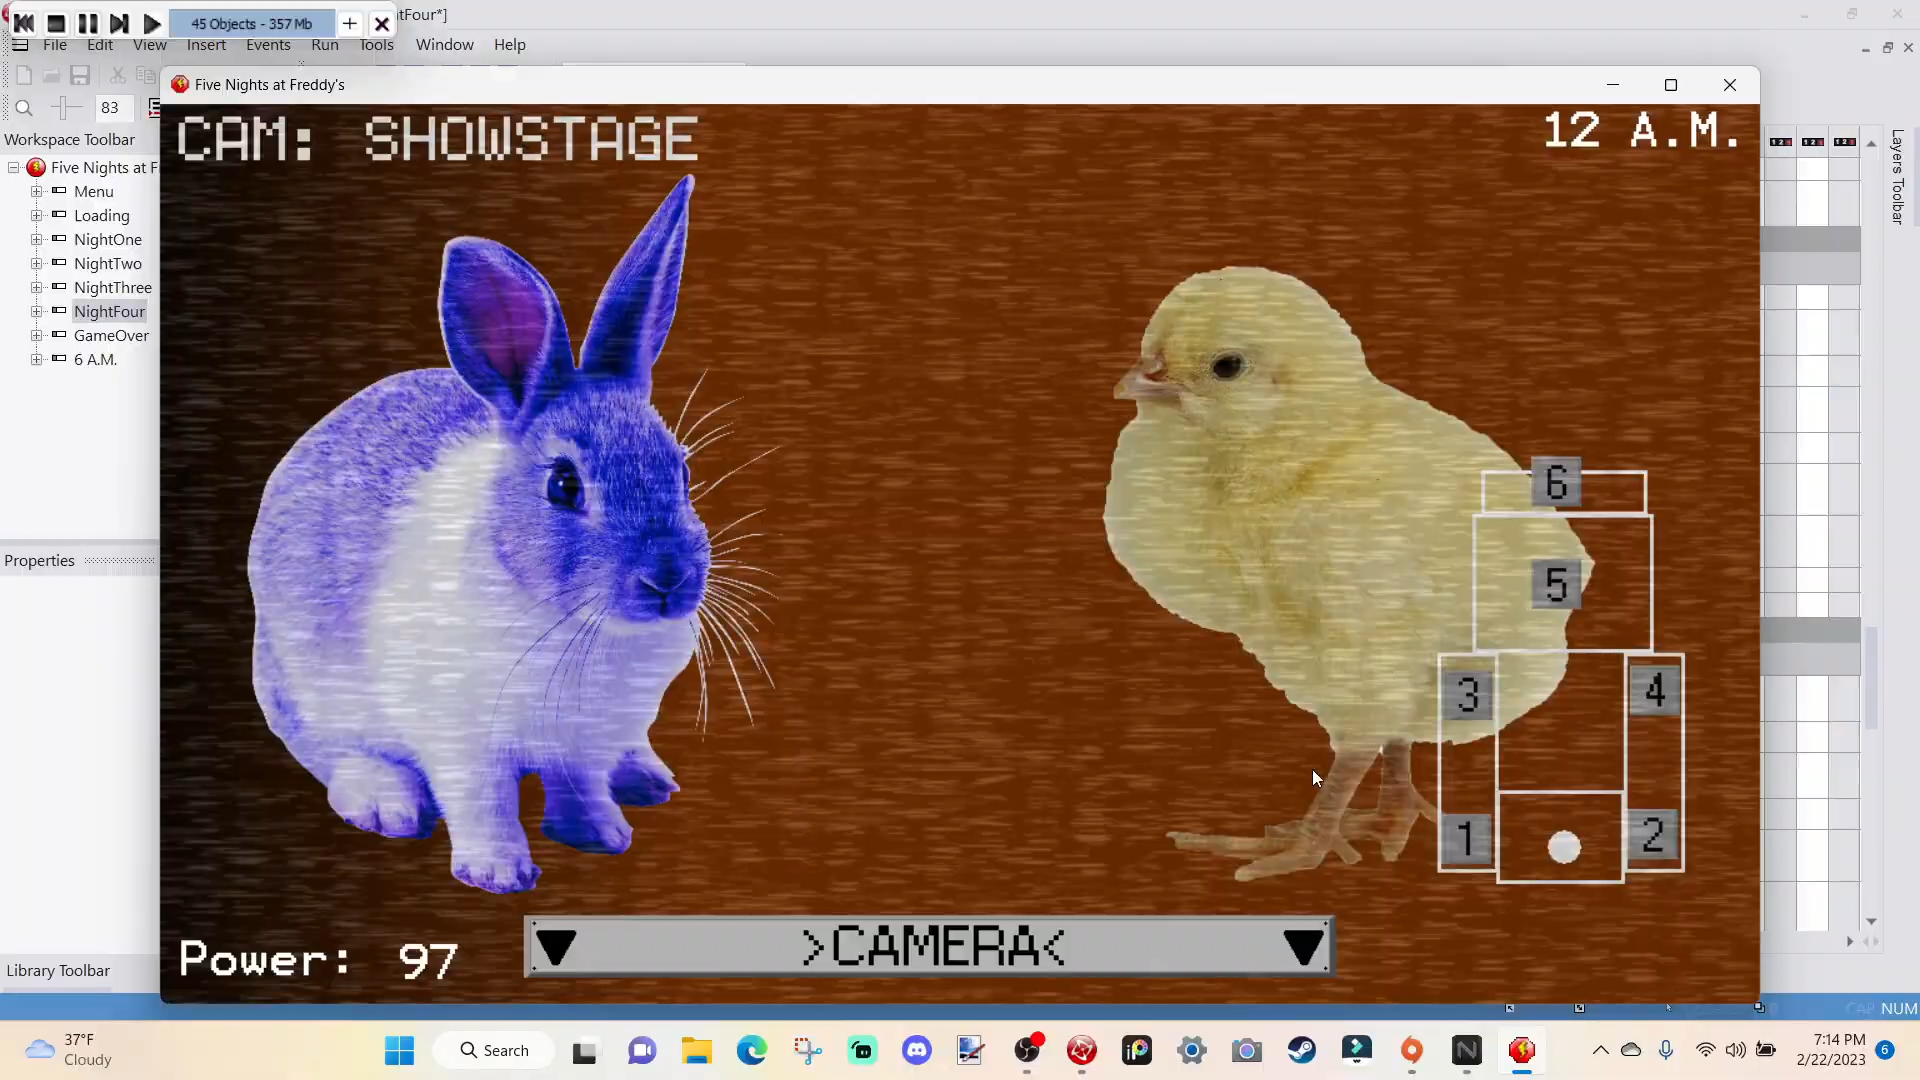 45 Objects - 357 Mb
ntFour*]
File Edit View Insert Events Run Tools Window Help
83
Five Nights at Freddy's
Workspace Toolbar
Five Nights at F
Menu
Loading
NightOne
NightTwo
NightThree
NightFour
GameOver
6 A.M.
Properties
Library Toolbar
Layers Toolbar
CAM: SHOWSTAGE
12 A.M.
6
5
3
4
1
2
Power: 97
>CAMERA<
CAP NUM
37°F
Cloudy
Search
7:14 PM
2/22/2023
6